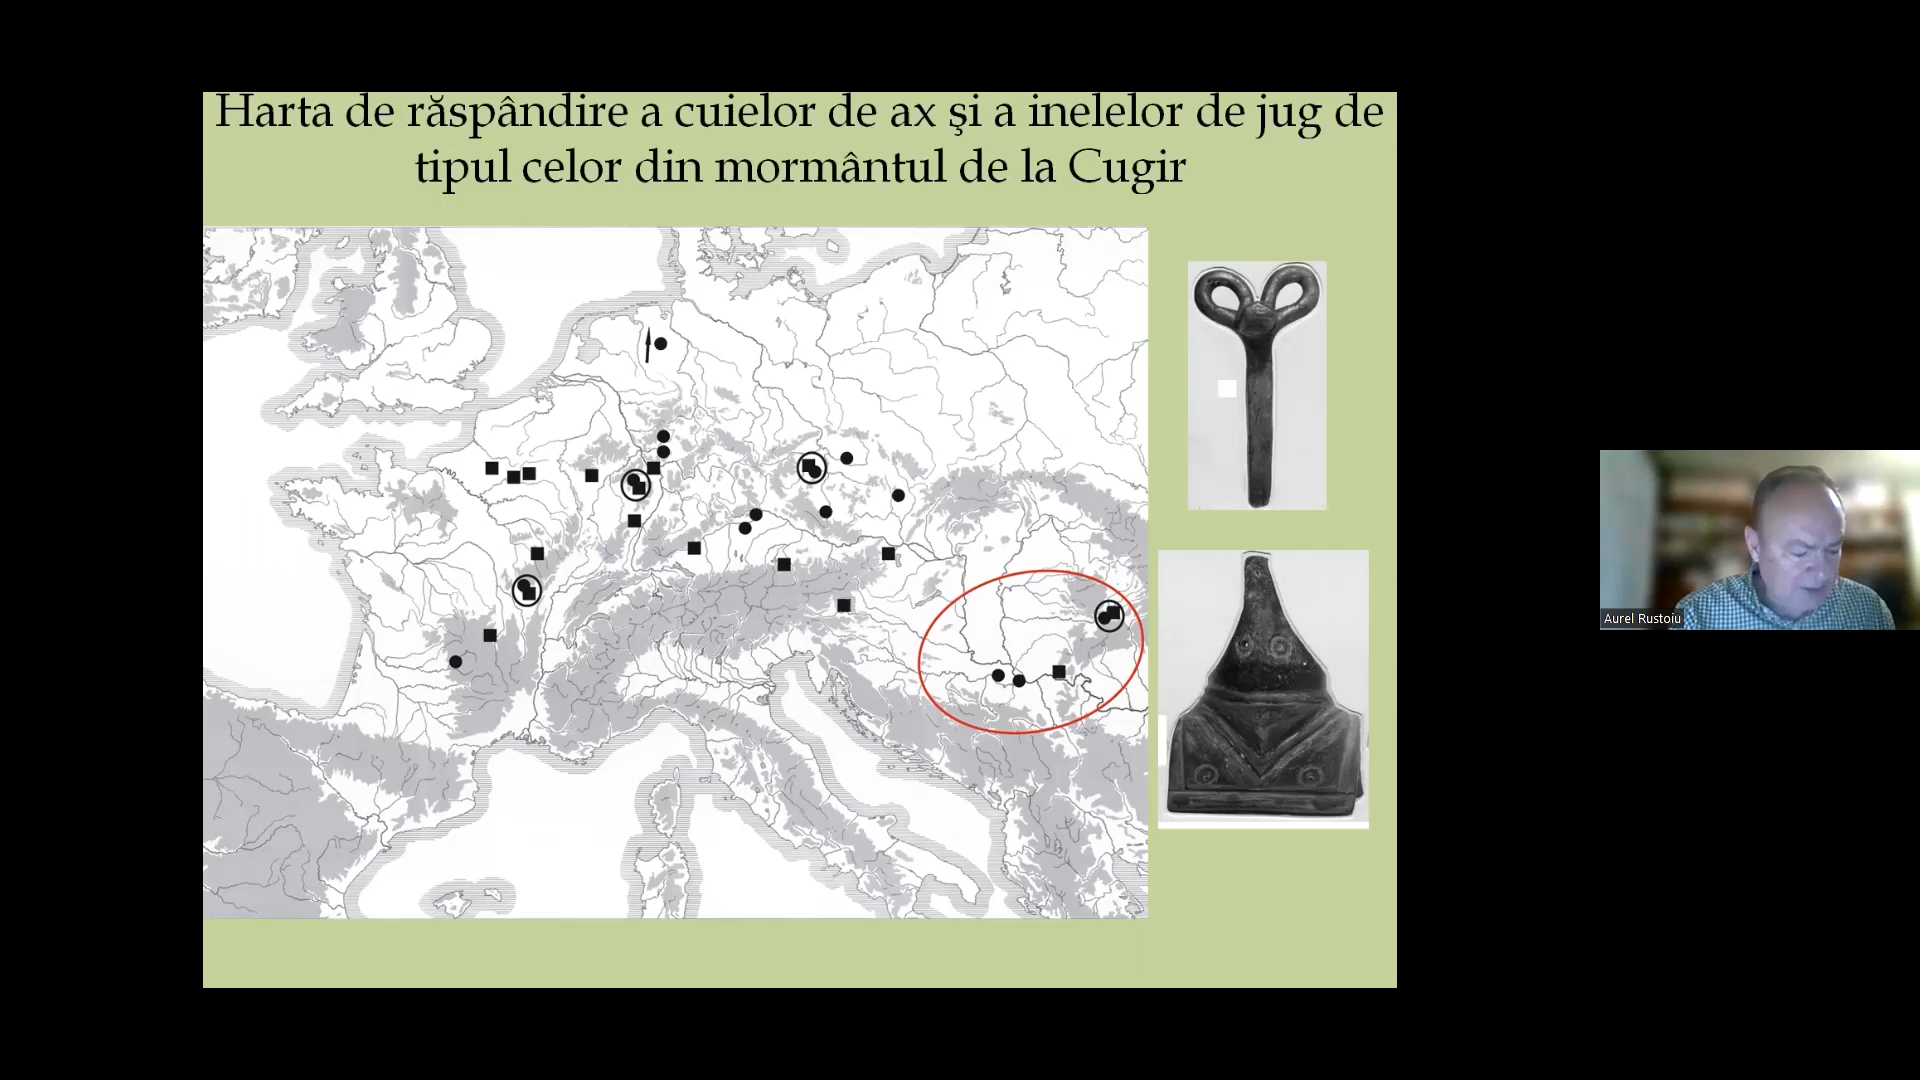 Harta de răspândire a cuielor de ax şi a inelelor de jug de
tipul celor din mormântul de la Cugir
Aurel Rustoiu